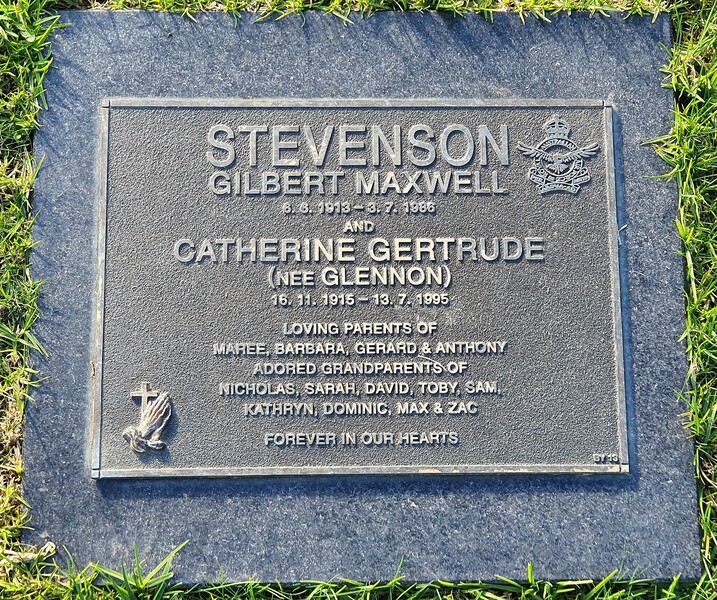 STEVENSON
GILBERT MAXWELL
6. 6. 1913 – 3. 7. 1986
AND
CATHERINE GERTRUDE
(NEE GLENNON)
16. 11. 1915 – 13. 7. 1995
LOVING PARENTS OF
MAREE, BARBARA, GERARD & ANTHONY
ADORED GRANDPARENTS OF
NICHOLAS, SARAH, DAVID, TOBY, SAM,
KATHRYN, DOMINIC, MAX & ZAC
FOREVER IN OUR HEARTS